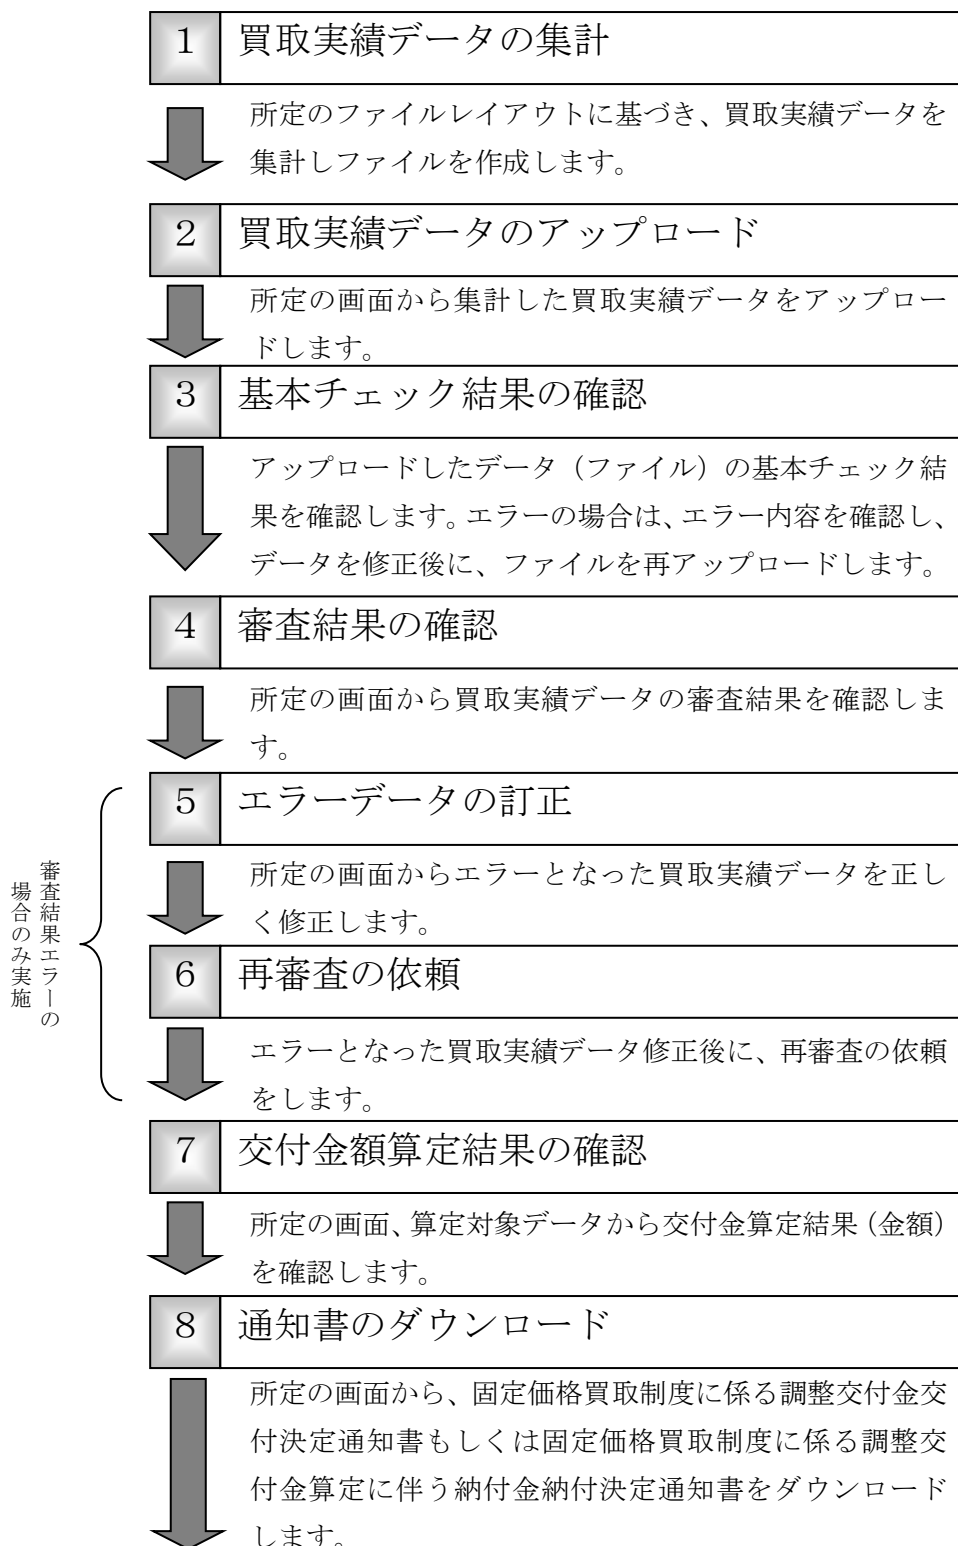 1 買取実績データの集計
所定のファイルレイアウトに基づき、買取実績データを
集計しファイルを作成します。
2 買取実績データのアップロード
所定の画面から集計した買取実績データをアップロー
ドします。
3 基本チェック結果の確認
アップロードしたデータ（ファイル）の基本チェック結
果を確認します。エラーの場合は、エラー内容を確認し、
データを修正後に、ファイルを再アップロードします。
4 審査結果の確認
所定の画面から買取実績データの審査結果を確認しま
す。
審査結果エラーの
場合のみ実施
5 エラーデータの訂正
所定の画面からエラーとなった買取実績データを正し
く修正します。
6 再審査の依頼
エラーとなった買取実績データ修正後に、再審査の依頼
をします。
7 交付金額算定結果の確認
所定の画面、算定対象データから交付金算定結果（金額）
を確認します。
8 通知書のダウンロード
所定の画面から、固定価格買取制度に係る調整交付金交
付決定通知書もしくは固定価格買取制度に係る調整交
付金算定に伴う納付金納付決定通知書をダウンロード
します。